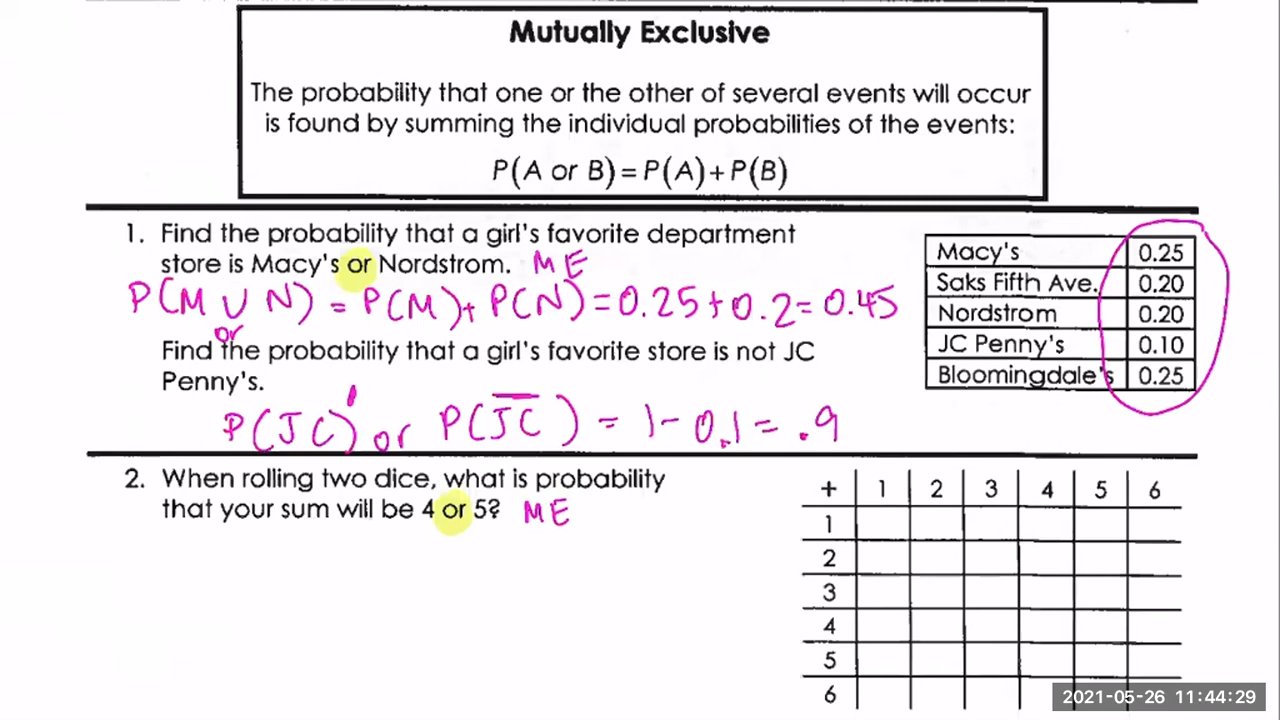 Mutually Exclusive
The probability that one or the other of several events will occur
is found by summing the individual probabilities of the events:
P(A or B) = P(A) + P(B)
1. Find the probability that a girl's favorite department
store is Macy's or Nordstrom. ME
P(M ∪ N) = P(M) + P(N) = 0.25 + 0.2 = 0.45
or
Find the probability that a girl's favorite store is not JC
Penny's.
P(JC)' or P(J̅C̅) = 1 - 0.1 = .9
Macy's 0.25
Saks Fifth Ave. 0.20
Nordstrom 0.20
JC Penny's 0.10
Bloomingdale's 0.25
2. When rolling two dice, what is probability
that your sum will be 4 or 5? ME
+ 1 2 3 4 5 6
1
2
3
4
5
6
2021-05-26 11:44:29